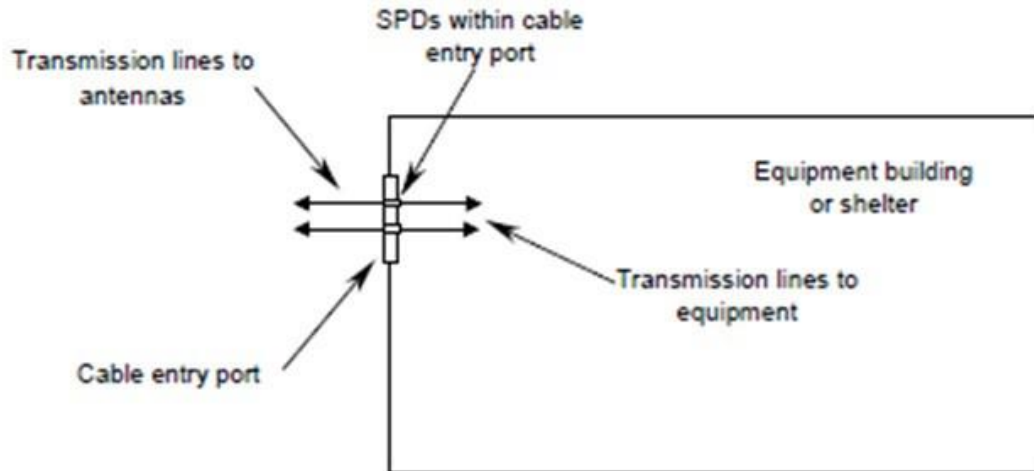 SPDs within cable
entry port
Transmission lines to
antennas
Equipment building
or shelter
Transmission lines to
equipment
Cable entry port